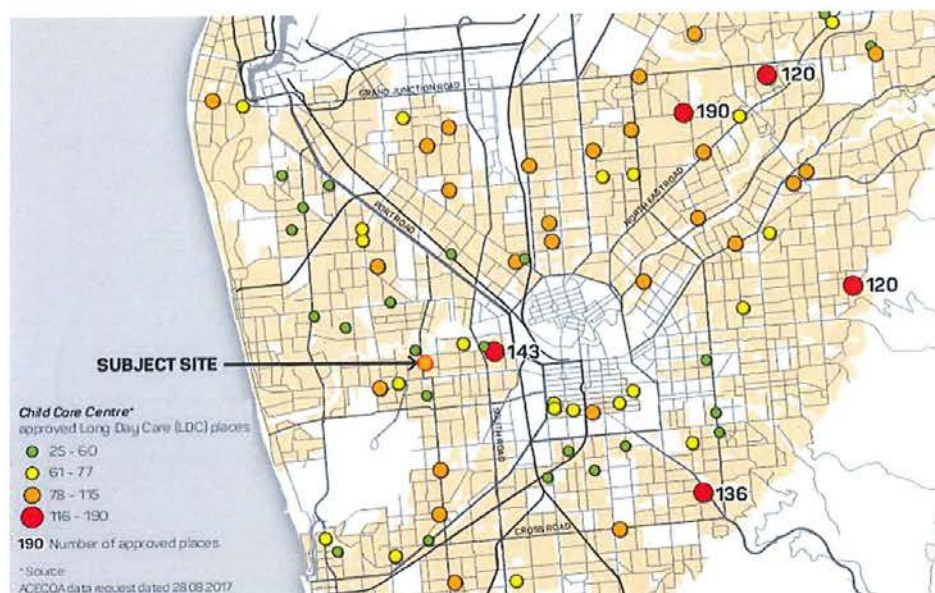 GRAND JUNCTION ROAD
120
190
NORTH EAST ROAD
PORT ROAD
120
SUBJECT SITE
143
SOUTH ROAD
Child Care Centre*
approved Long Day Care (LDC) places
25 - 60
61 - 77
78 - 115
116 - 190
136
CROSS ROAD
190 Number of approved places
* Source
ACECQA data request dated 28.08.2017